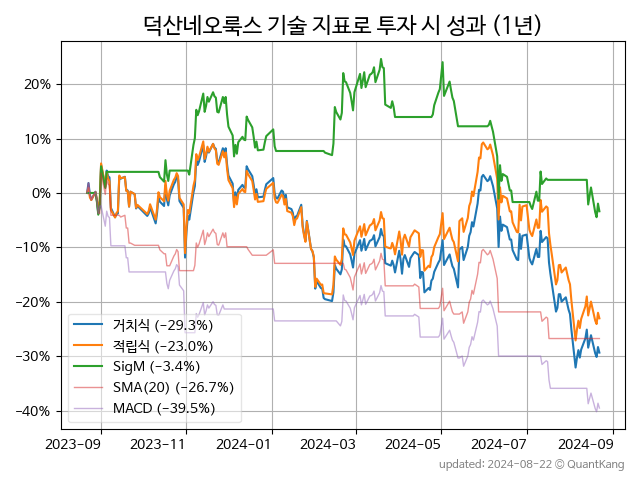 덕산네오룩스 기술 지표로 투자 시 성과 (1년)
20%
10%
0%
−10%
−20%
−30%
−40%
거치식 (−29.3%)
적립식 (−23.0%)
SigM (−3.4%)
SMA(20) (−26.7%)
MACD (−39.5%)
2023-09
2023-11
2024-01
2024-03
2024-05
2024-07
2024-09
updated: 2024-08-22 © QuantKang